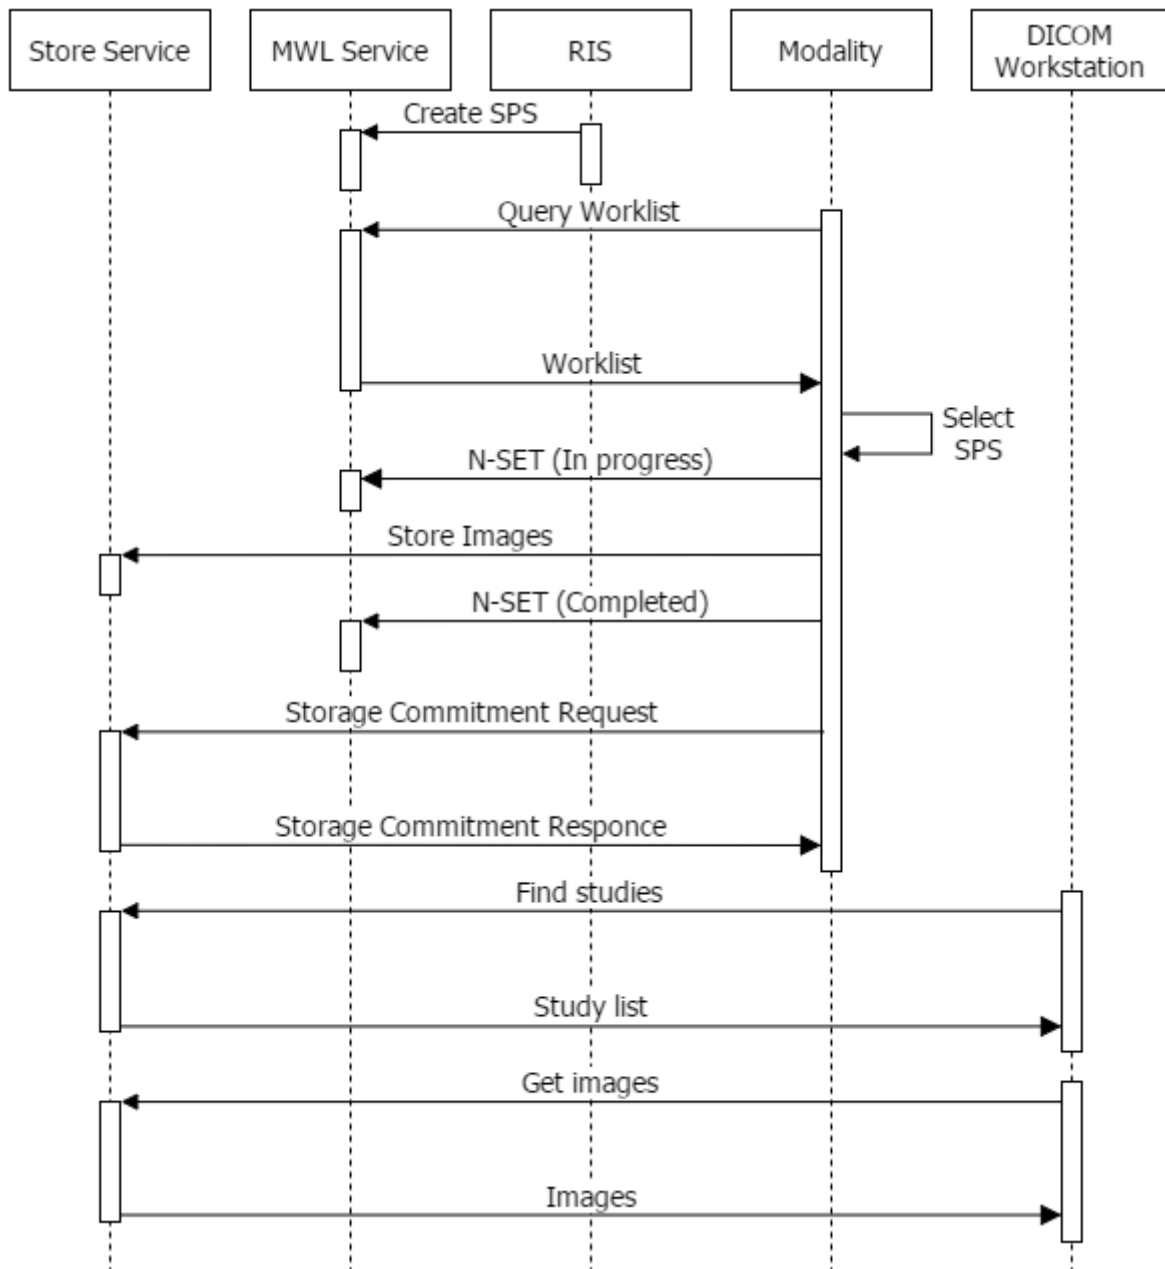 Store Service
MWL Service
RIS
Modality
DICOM
Workstation
Create SPS
Query Worklist
Worklist
Select
SPS
N-SET (In progress)
Store Images
N-SET (Completed)
Storage Commitment Request
Storage Commitment Responce
Find studies
Study list
Get images
Images